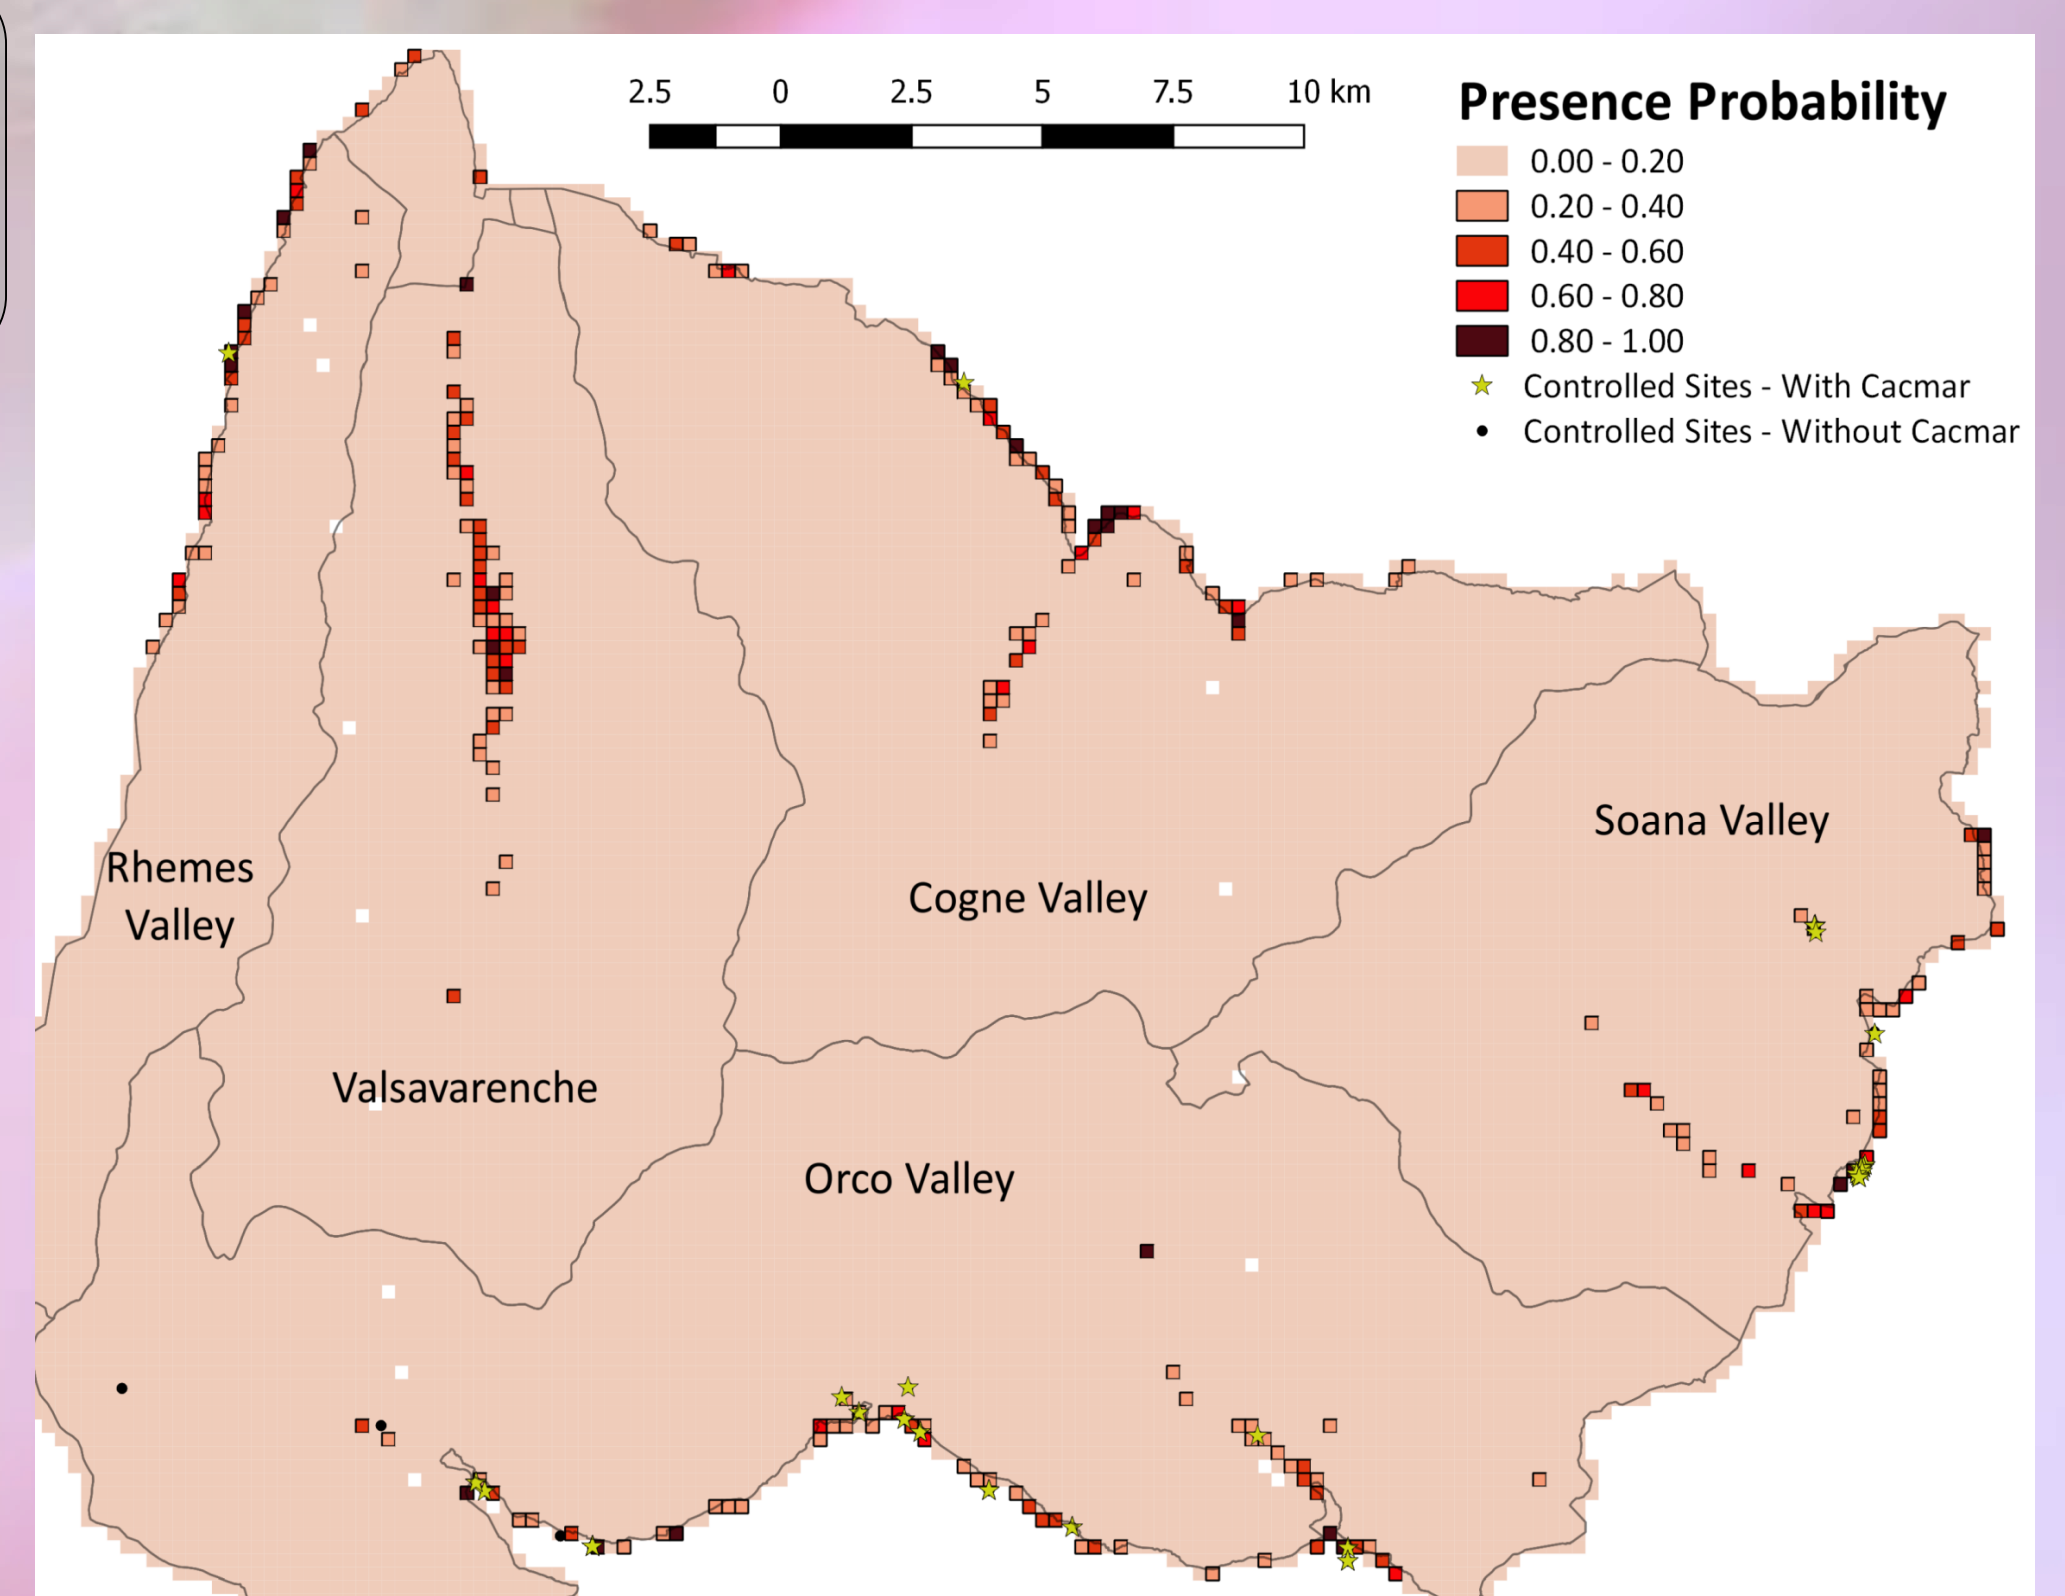 2.5 0 2.5 5 7.5 10 km
Presence Probability
0.00 - 0.20
0.20 - 0.40
0.40 - 0.60
0.60 - 0.80
0.80 - 1.00
Controlled Sites - With Cacmar
Controlled Sites - Without Cacmar
Soana Valley
Rhemes
Valley
Cogne Valley
Valsavarenche
Orco Valley